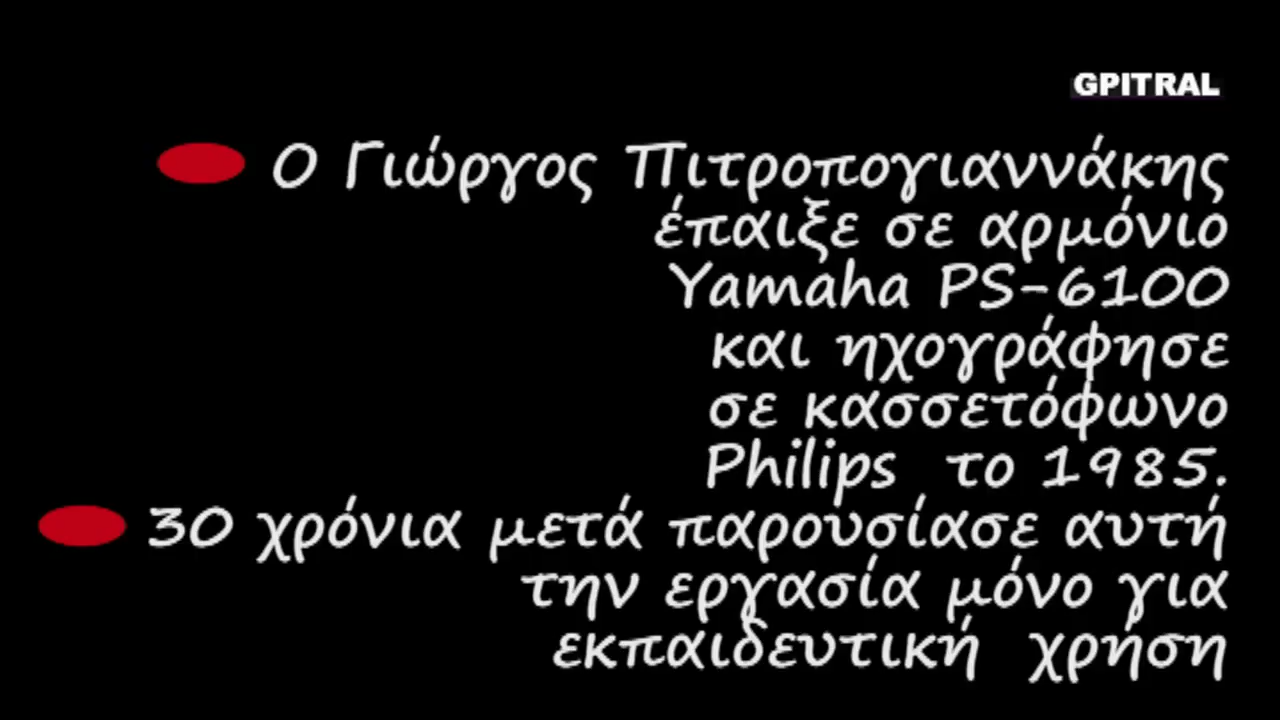 GPITRAL
Ο Γιώργος Πιτροπογιαννάκης
έπαιξε σε αρμόνιο
Yamaha PS-6100
και ηχογράφησε
σε κασσετόφωνο
Philips το 1985.
30 χρόνια μετά παρουσίασε αυτή
την εργασία μόνο για
εκπαιδευτική χρήση